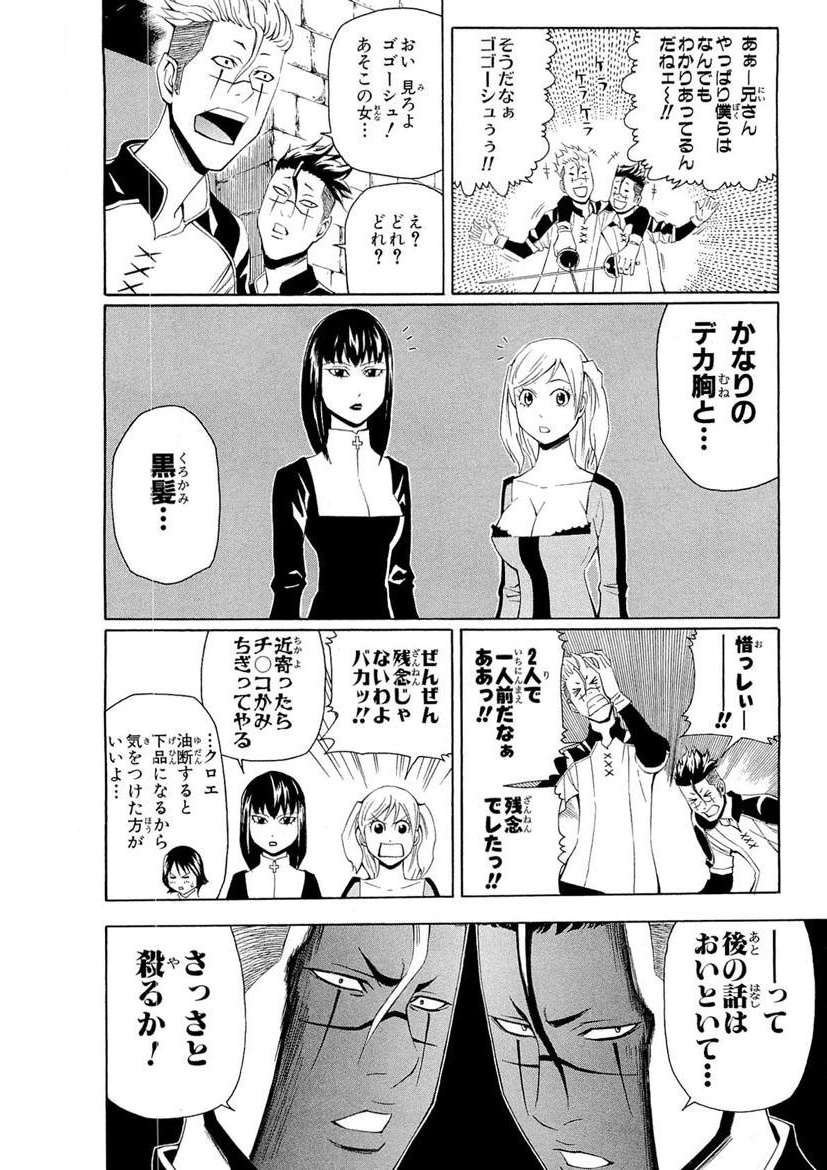 あぁー兄さん
やっぱり僕らは
なんでも
わかりあってるん
だねェ〜!!
ケラ
ケラケラ
そうだなぁ
ゴゴーシュぅぅ!!
おい 見ろよ
ゴゴーシュ!
あそこの女…
え?
どれ?
どれ?
かなりの
デカ胸と…
黒髪…
惜っしぃー
――!!
2人で
一人前だなぁ
ああっ!!
残念
でしたっ!!
ぜんぜん
残念じゃ
ないわよ
バカッ!!
近寄ったら
チ○コかみ
ちぎってやる
…クロエ
油断すると
下品になるから
気をつけた方が
いいよ…
――って
後の話は
おいといて…
さっさと
殺るか!